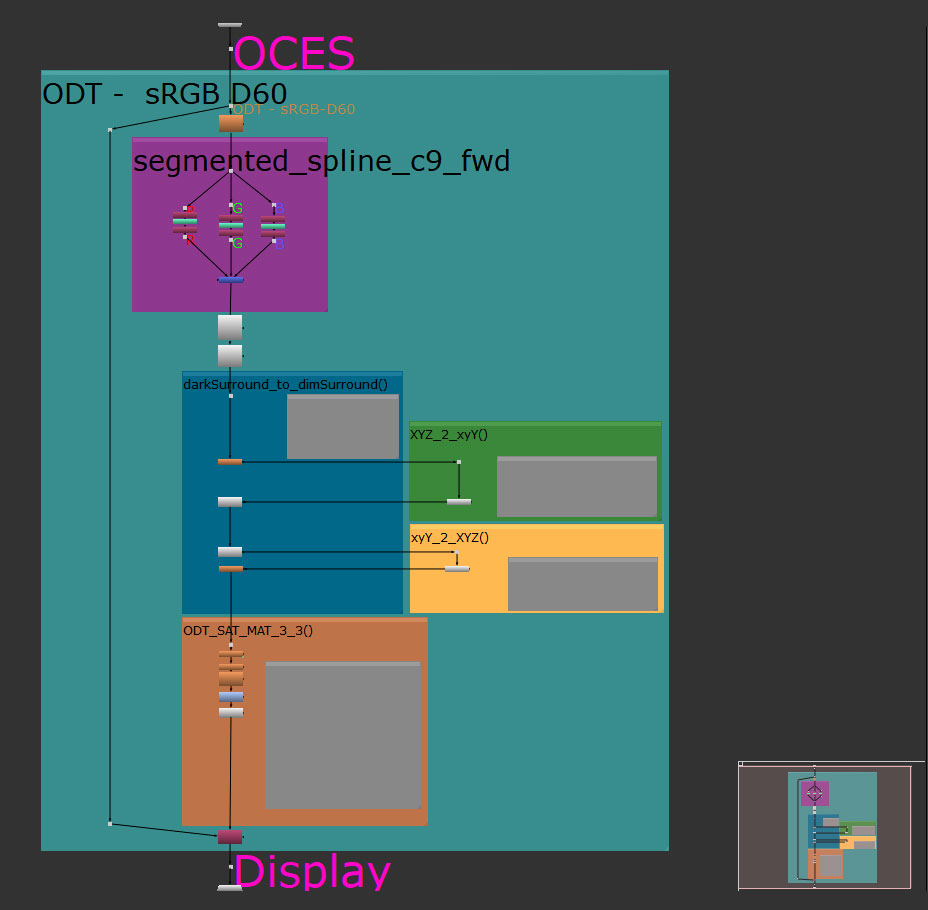 OCES
ODT - sRGB D60
ODT - sRGB-D60
segmented_spline_c9_fwd
R G B
R G B
darkSurround_to_dimSurround()
XYZ_2_xyY()
xyY_2_XYZ()
ODT_SAT_MAT_3_3()
Display